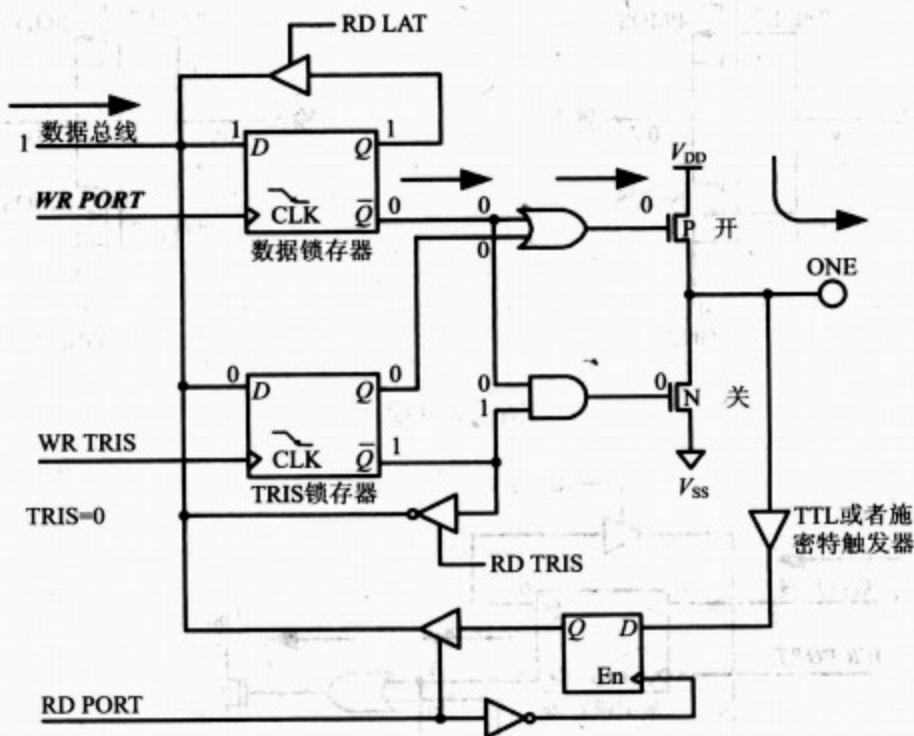 RD LAT
1 数据总线
1 D Q 1
WR PORT
CLK Q 0
数据锁存器
0
0
0
VDD
P 开
ONE
0 D Q 0
0
1
0 N 关
WR TRIS
CLK Q 1
TRIS锁存器
VSS
TRIS=0
RD TRIS
TTL或者施
密特触发器
Q D
En
RD PORT